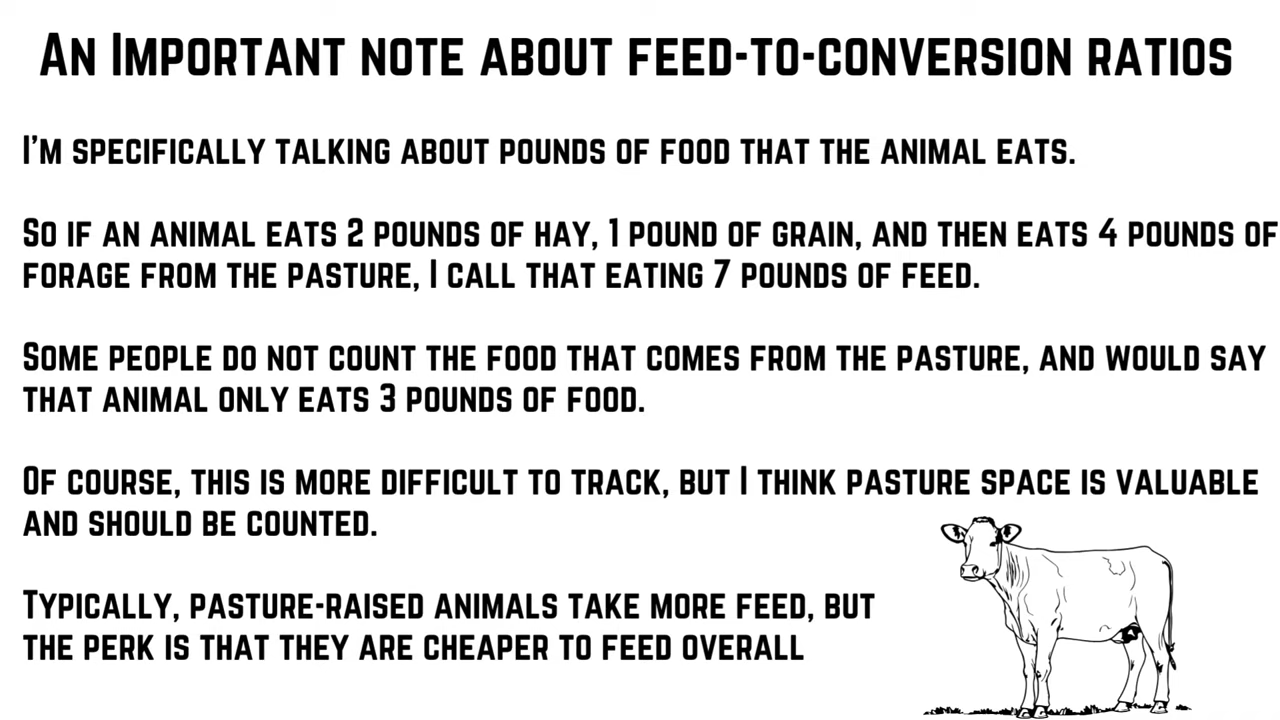 An Important note about feed-to-conversion ratios
I'm specifically talking about pounds of food that the animal eats.
So if an animal eats 2 pounds of hay, 1 pound of grain, and then eats 4 pounds of
forage from the pasture, I call that eating 7 pounds of feed.
Some people do not count the food that comes from the pasture, and would say
that animal only eats 3 pounds of food.
Of course, this is more difficult to track, but I think pasture space is valuable
and should be counted.
Typically, pasture-raised animals take more feed, but
the perk is that they are cheaper to feed overall